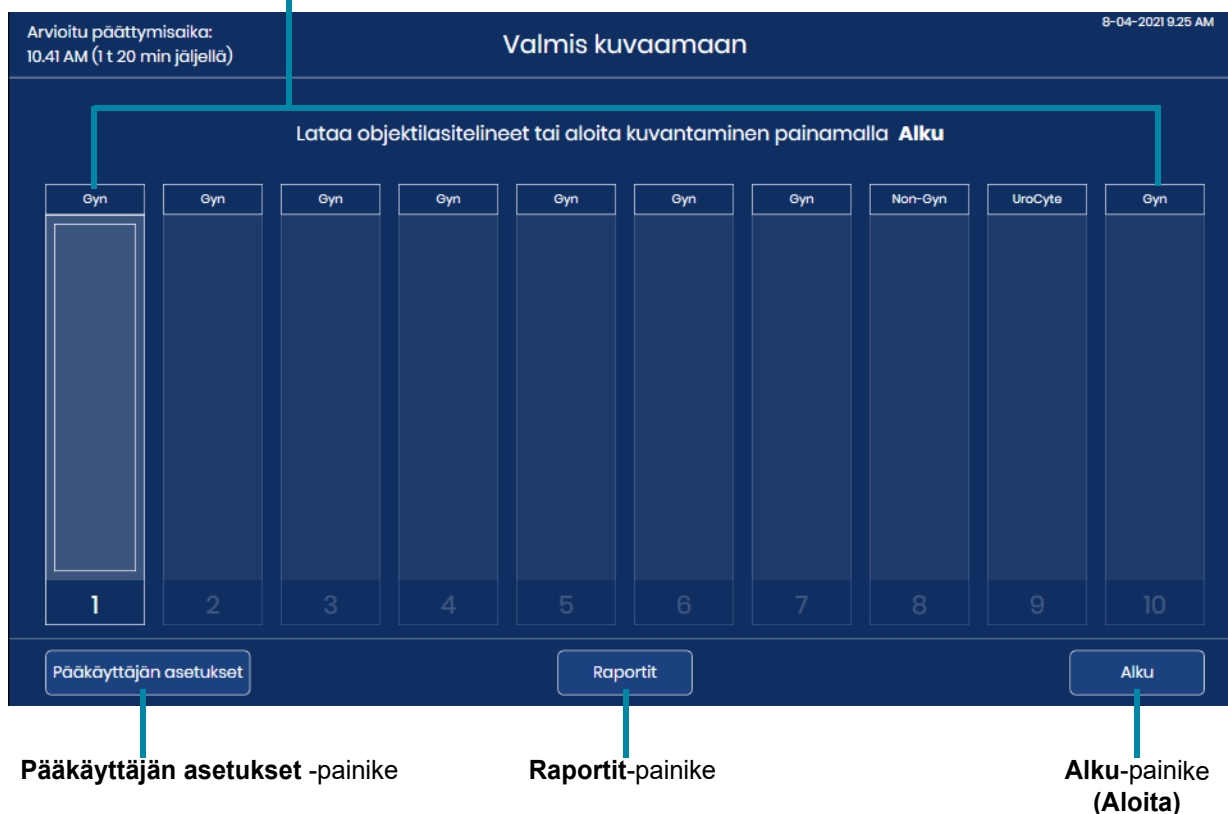 Arvioitu päättymisaika:
10.41 AM (1 t 20 min jäljellä)
Valmis kuvaamaan
8-04-2021 9.25 AM
Lataa objektilasitelineet tai aloita kuvantaminen painamalla Alku
Gyn Gyn Gyn Gyn Gyn Gyn Gyn Non-Gyn UroCyte Gyn
1 2 3 4 5 6 7 8 9 10
Pääkäyttäjän asetukset Raportit Alku
Pääkäyttäjän asetukset -painike Raportit-painike Alku-painike
(Aloita)